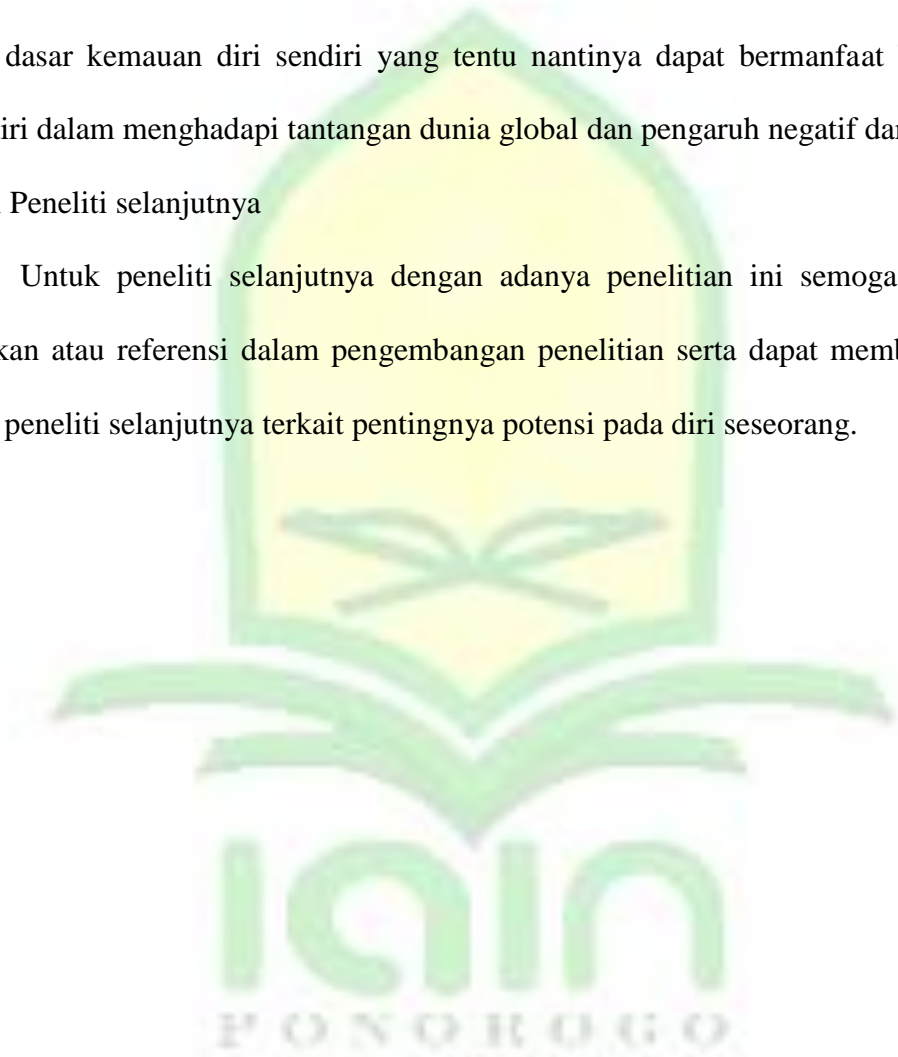 dasar kemauan diri sendiri yang tentu nantinya dapat bermanfaat
iri dalam menghadapi tantangan dunia global dan pengaruh negatif dar
Peneliti selanjutnya
Untuk peneliti selanjutnya dengan adanya penelitian ini semoga
kan atau referensi dalam pengembangan penelitian serta dapat memb
peneliti selanjutnya terkait pentingnya potensi pada diri seseorang.
iain
PONOROGO